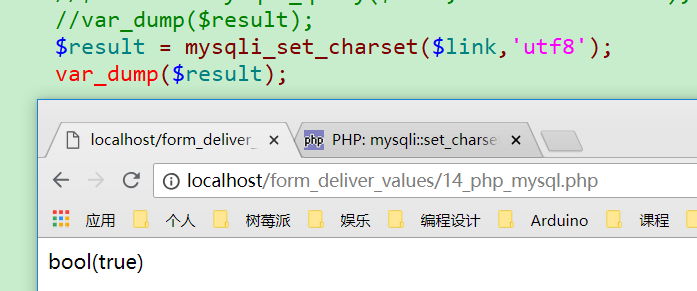 //var_dump($result);
$result = mysqli_set_charset($link,'utf8');
var_dump($result);
localhost/form_deliver_
php PHP: mysqli::set_charse
localhost/form_deliver_values/14_php_mysql.php
应用 个人 树莓派 娱乐 编程设计 Arduino 课程
bool(true)